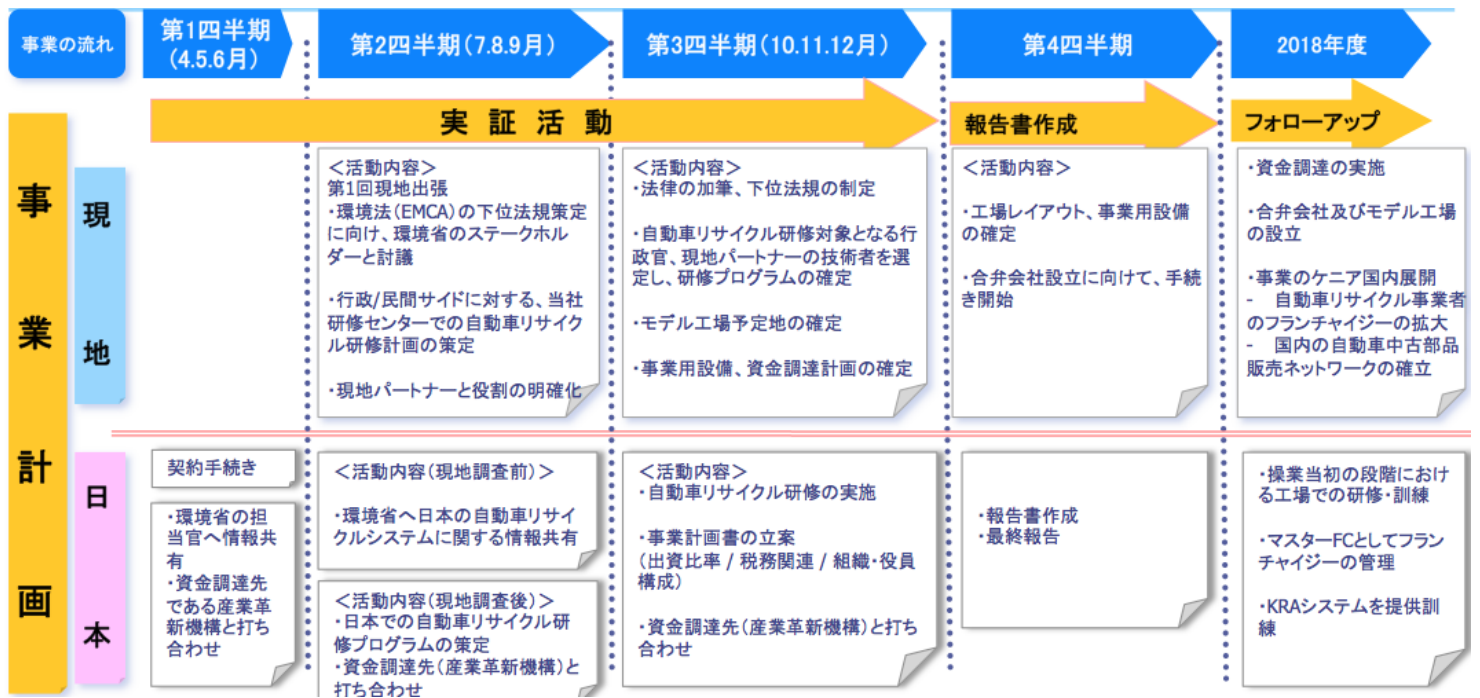 事業の流れ
第1四半期
(4.5.6月)
第2四半期(7.8.9月)
第3四半期(10.11.12月)
第4四半期
2018年度
実証活動
報告書作成
フォローアップ
事業計画
現地
<活動内容>
第1回現地出張
・環境法(EMCA)の下位法規策定
に向け、環境省のステークホル
ダーと討議
・行政/民間サイドに対する、当社
研修センターでの自動車リサイク
ル研修計画の策定
・現地パートナーと役割の明確化
<活動内容>
・法律の加筆、下位法規の制定
・自動車リサイクル研修対象となる行
政官、現地パートナーの技術者を選
定し、研修プログラムの確定
・モデル工場予定地の確定
・事業用設備、資金調達計画の確定
<活動内容>
・工場レイアウト、事業用設備
の確定
・合弁会社設立に向けて、手続
き開始
・資金調達の実施
・合弁会社及びモデル工場
の設立
・事業のケニア国内展開
- 自動車リサイクル事業者
のフランチャイジーの拡大
- 国内の自動車中古部品
販売ネットワークの確立
日本
契約手続き
・環境省の担
当官へ情報共
有
・資金調達先
である産業革
新機構と打ち
合わせ
<活動内容(現地調査前)>
・環境省へ日本の自動車リサイ
クルシステムに関する情報共有
<活動内容(現地調査後)>
・日本での自動車リサイクル研
修プログラムの策定
・資金調達先(産業革新機構)と
打ち合わせ
<活動内容>
・自動車リサイクル研修の実施
・事業計画書の立案
(出資比率 / 税務関連 / 組織・役員
構成)
・資金調達先(産業革新機構)と打ち
合わせ
・報告書作成
・最終報告
・操業当初の段階におけ
る工場での研修・訓練
・マスターFCとしてフラン
チャイジーの管理
・KRAシステムを提供訓
練